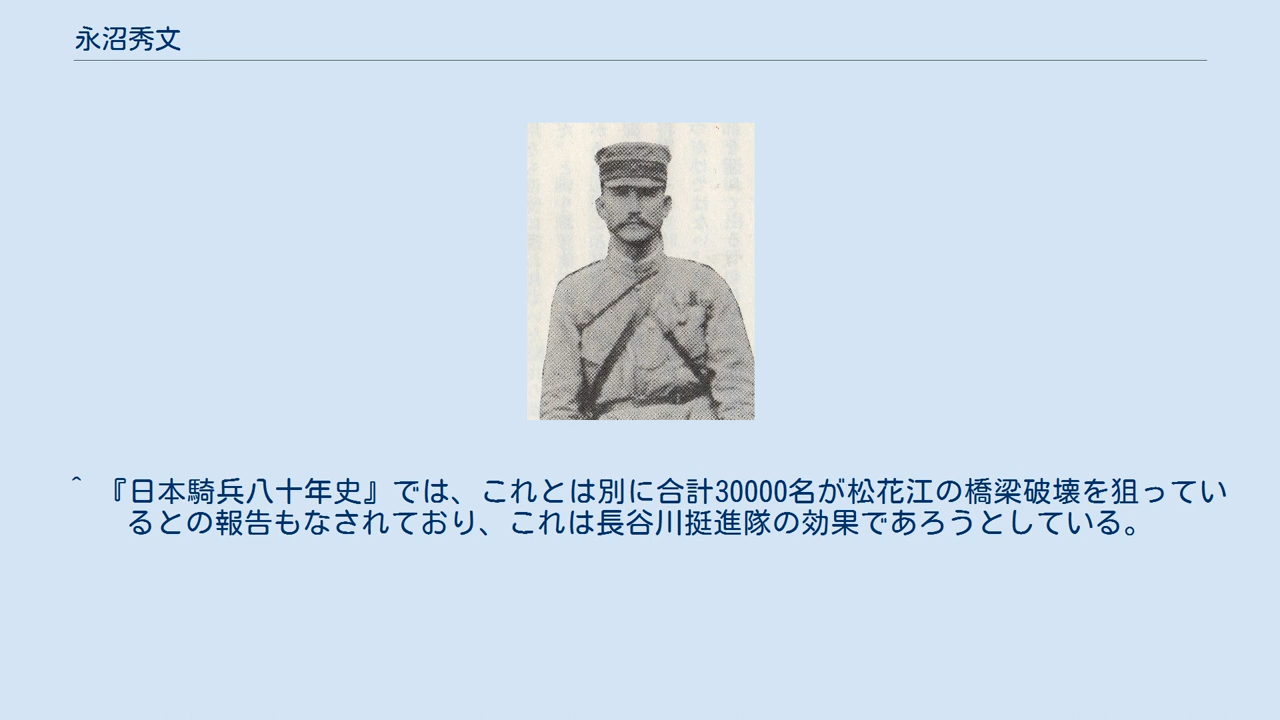 永沼秀文
^ 『日本騎兵八十年史』では、これとは別に合計30000名が松花江の橋梁破壊を狙ってい
るとの報告もなされており、これは長谷川挺進隊の効果であろうとしている。